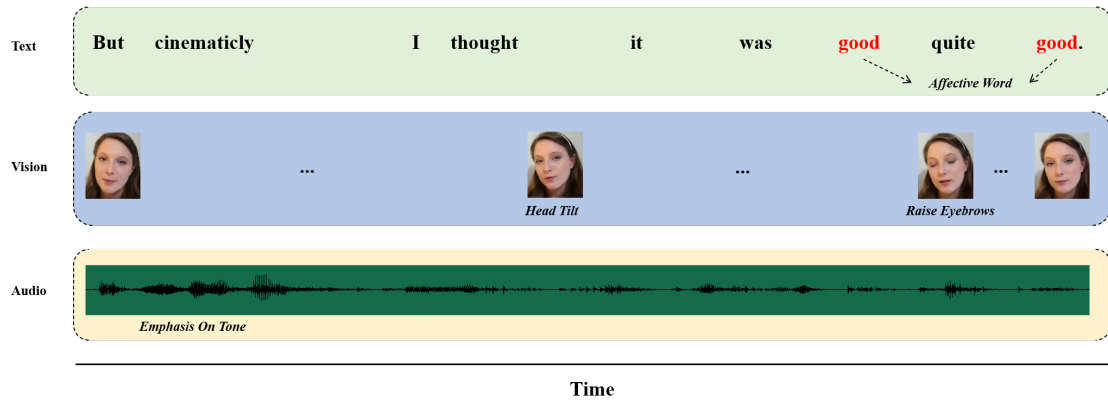 Text But cinematicly I thought it was good quite good.
Affective Word
Vision ... ... ...
Head Tilt Raise Eyebrows
Audio
Emphasis On Tone
Time